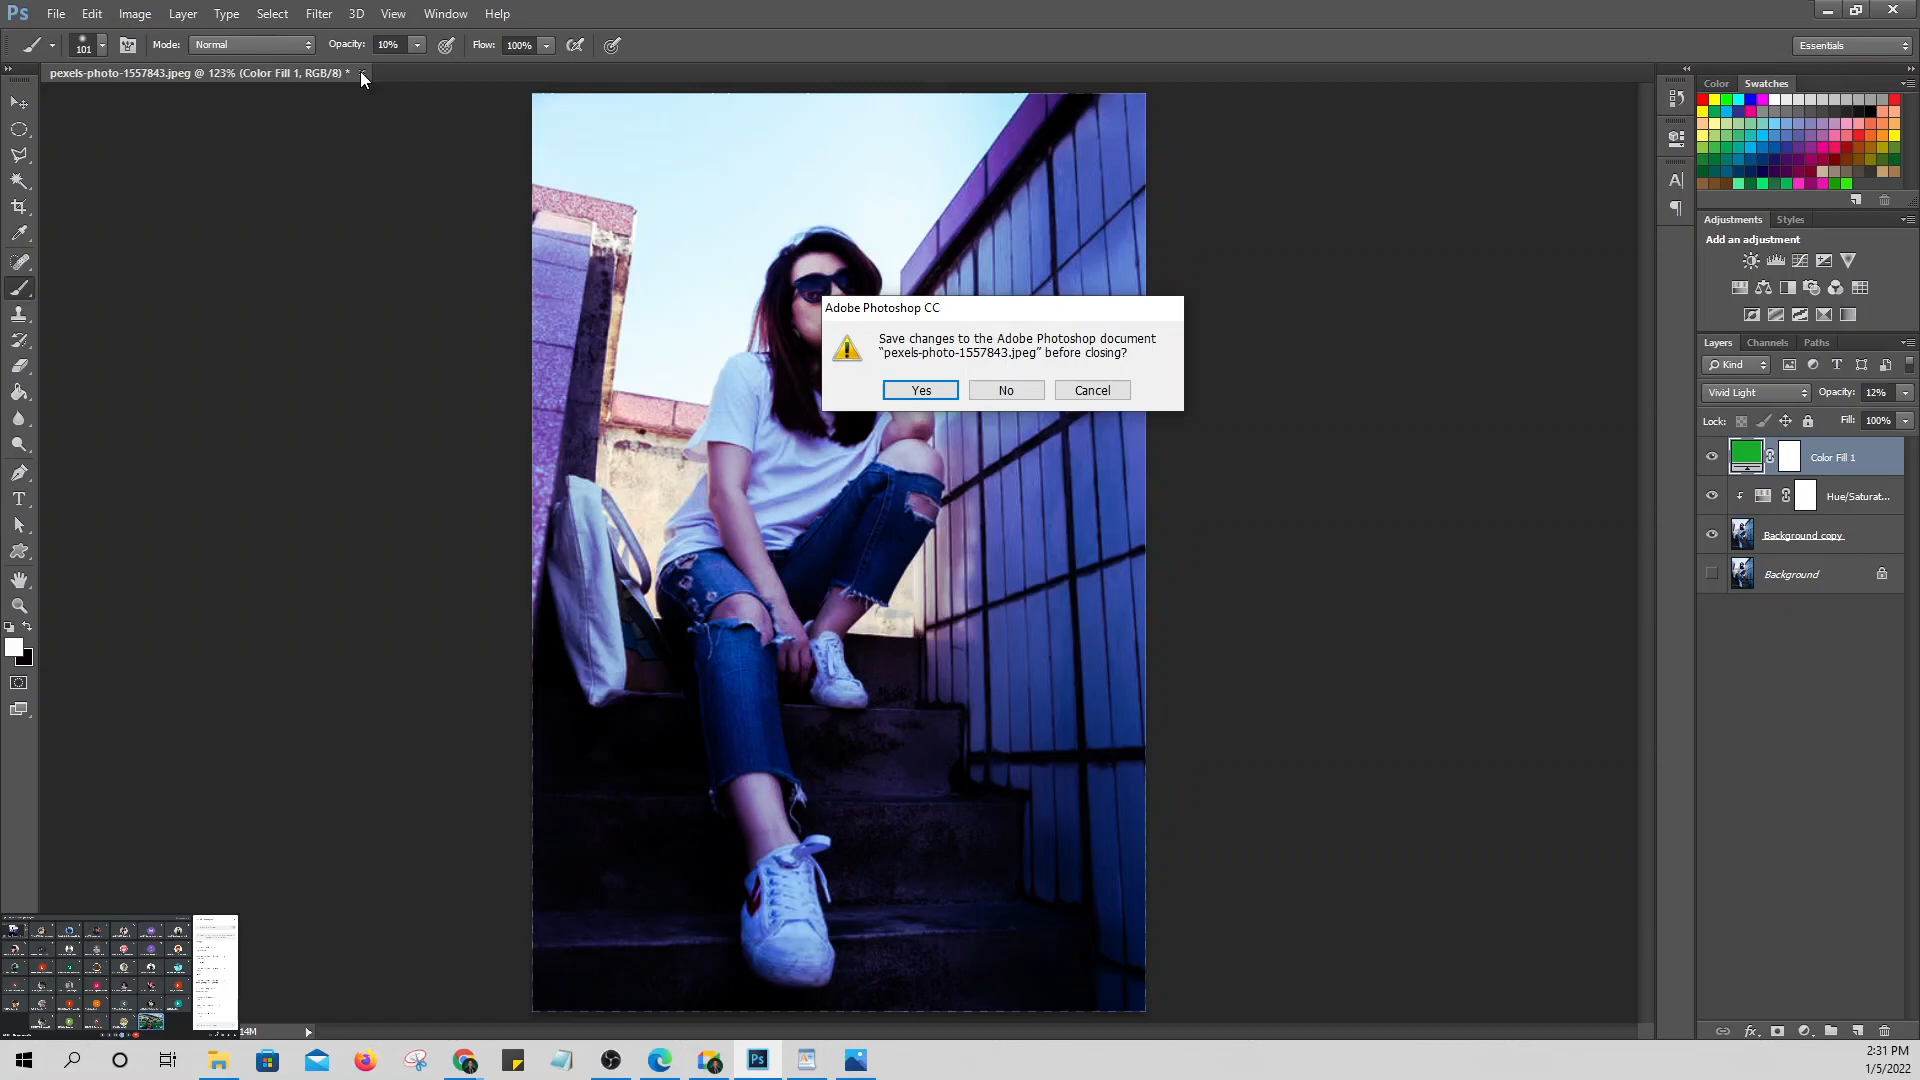 Ps File Edit Image Layer Type Select Filter 3D View Window Help
101 Mode: Normal Opacity: 10% Flow: 100% Essentials
pexels-photo-1557843.jpeg @ 123% (Color Fill 1, RGB/8) *
Color Swatches
Adjustments Styles
Add an adjustment
Adobe Photoshop CC
Save changes to the Adobe Photoshop document
“pexels-photo-1557843.jpeg” before closing?
Yes No Cancel
Layers Channels Paths
Kind
Vivid Light Opacity: 12%
Lock: Fill: 100%
Color Fill 1
Hue/Saturat...
Background copy
Background
14M
2:31 PM
1/5/2022